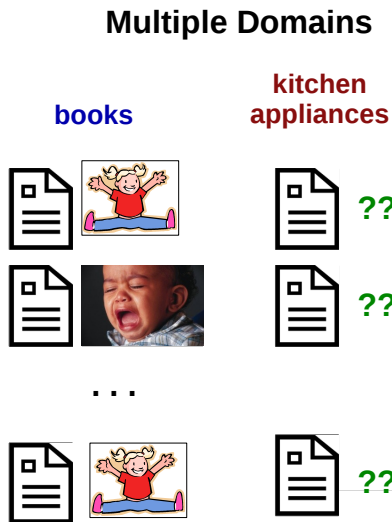 Multiple Domains
books
kitchen
appliances
??
??
. . .
??